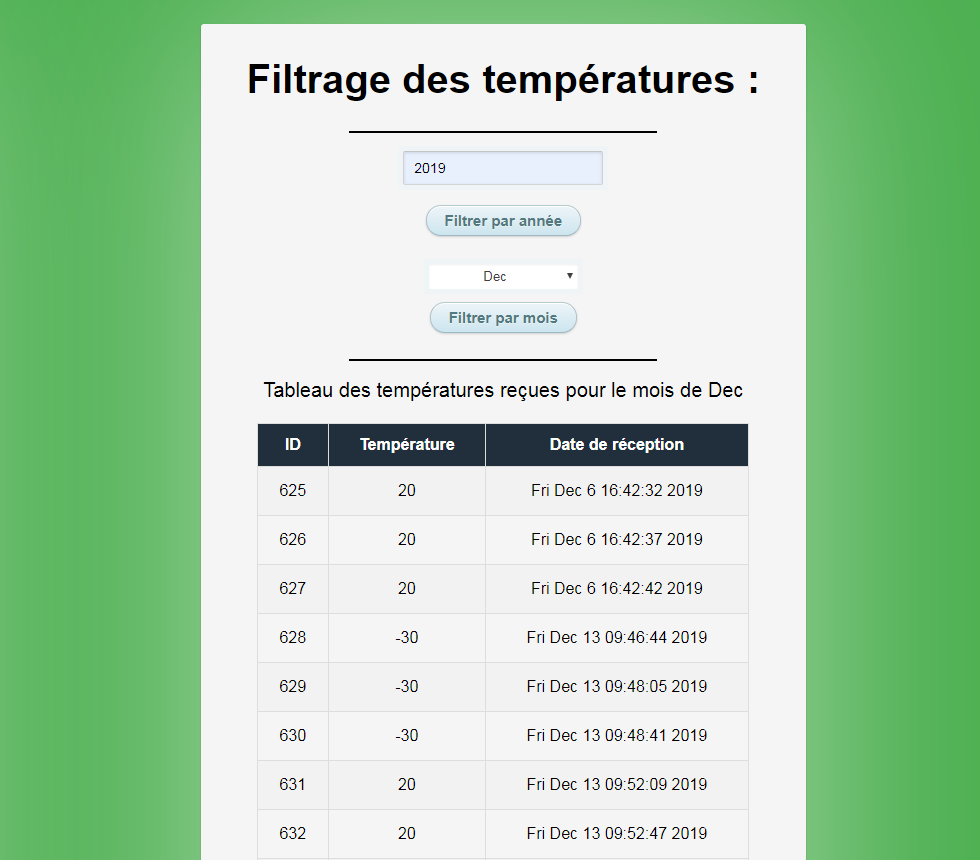 Filtrage des températures :
2019
Filtrer par année
Dec
Filtrer par mois
Tableau des températures reçues pour le mois de Dec
ID Température Date de réception
625 20 Fri Dec 6 16:42:32 2019
626 20 Fri Dec 6 16:42:37 2019
627 20 Fri Dec 6 16:42:42 2019
628 -30 Fri Dec 13 09:46:44 2019
629 -30 Fri Dec 13 09:48:05 2019
630 -30 Fri Dec 13 09:48:41 2019
631 20 Fri Dec 13 09:52:09 2019
632 20 Fri Dec 13 09:52:47 2019